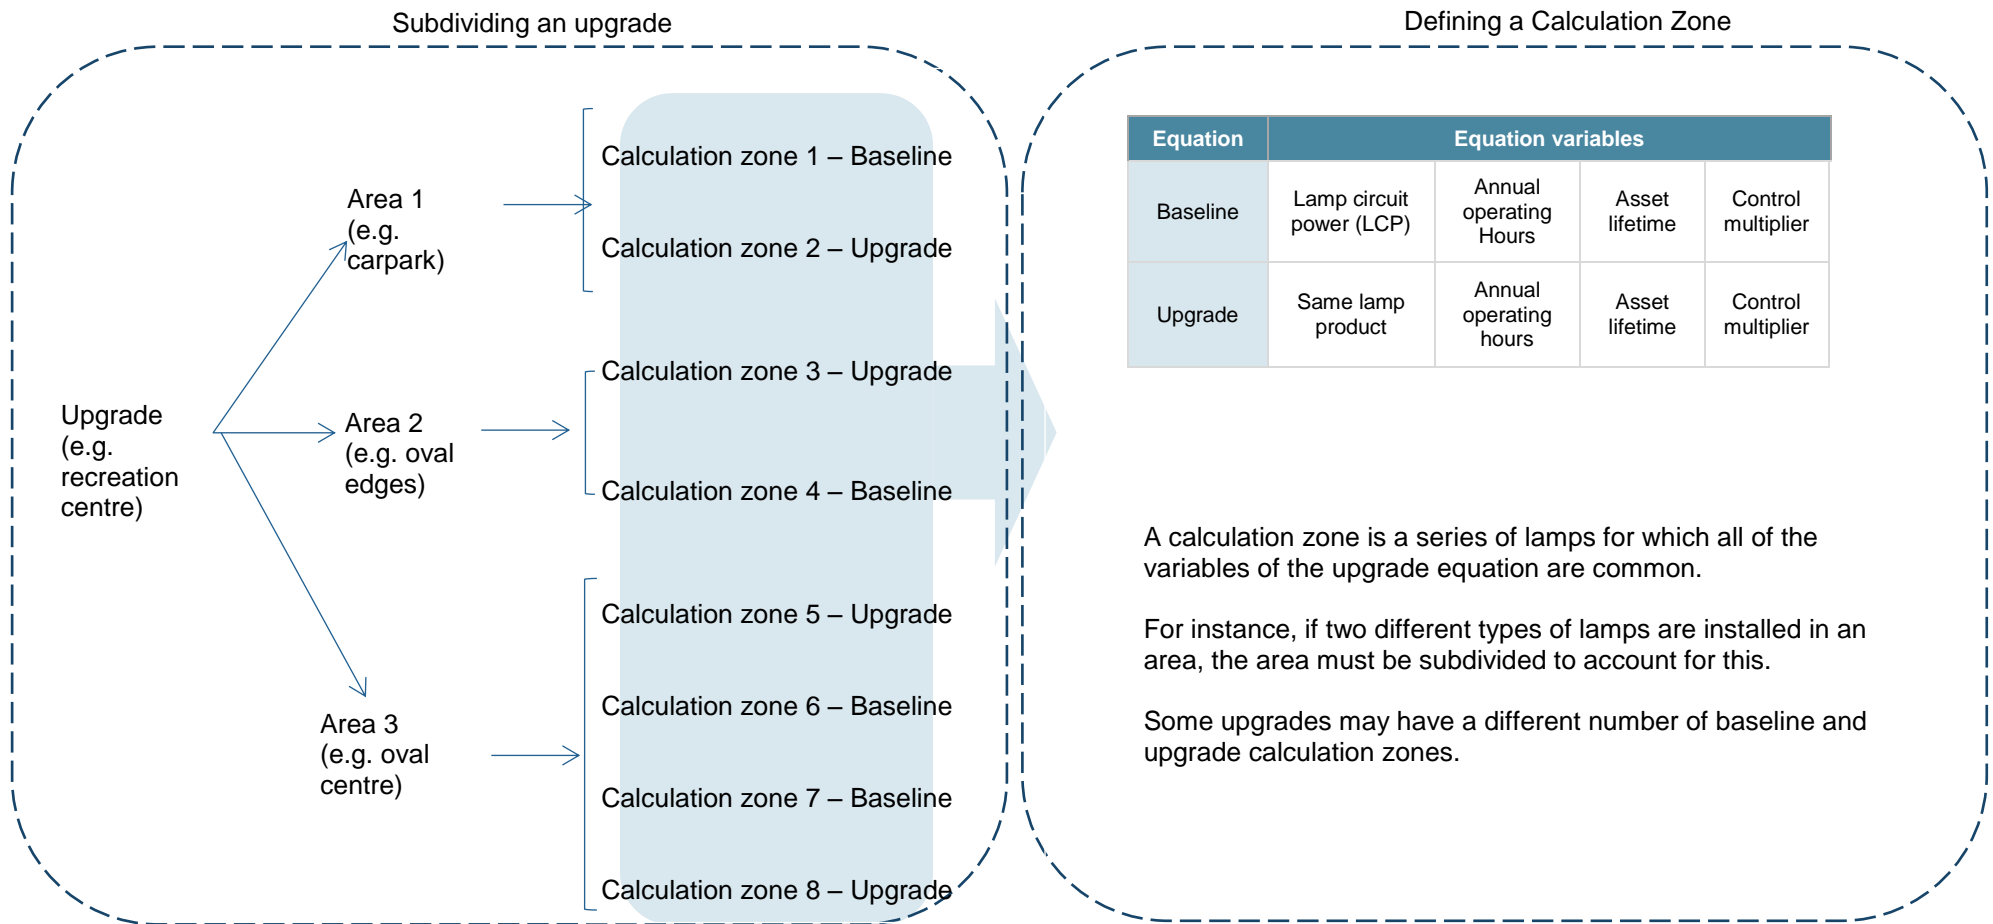 Subdividing an upgrade
Upgrade
(e.g.
recreation
centre)
Area 1
(e.g.
carpark)
Area 2
(e.g. oval
edges)
Area 3
(e.g. oval
centre)
Calculation zone 1 – Baseline
Calculation zone 2 – Upgrade
Calculation zone 3 – Upgrade
Calculation zone 4 – Baseline
Calculation zone 5 – Upgrade
Calculation zone 6 – Baseline
Calculation zone 7 – Baseline
Calculation zone 8 – Upgrade
Defining a Calculation Zone
Equation
Equation variables
Baseline
Lamp circuit
power (LCP)
Annual
operating
Hours
Asset
lifetime
Control
multiplier
Upgrade
Same lamp
product
Annual
operating
hours
Asset
lifetime
Control
multiplier
A calculation zone is a series of lamps for which all of the
variables of the upgrade equation are common.
For instance, if two different types of lamps are installed in an
area, the area must be subdivided to account for this.
Some upgrades may have a different number of baseline and
upgrade calculation zones.